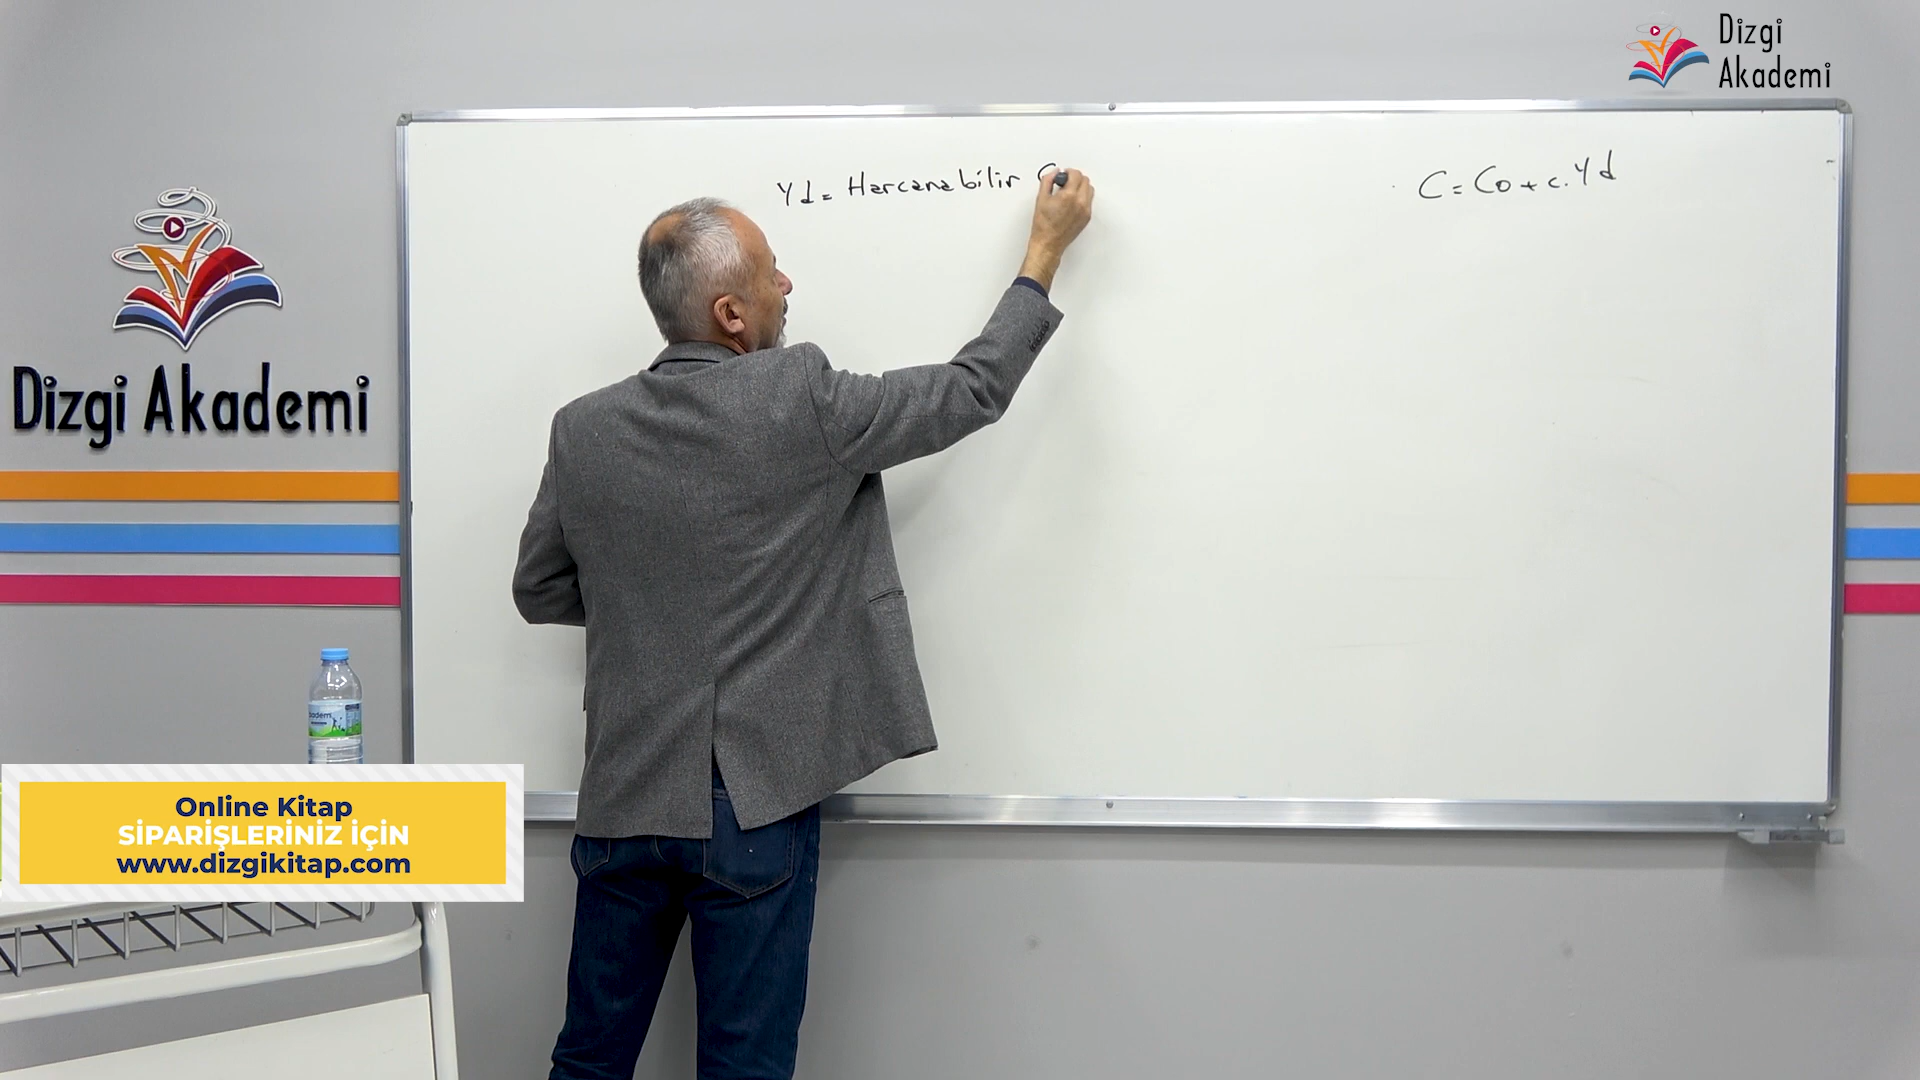 Dizgi
Akademi
Yd = Harcanabilir G
C = Co + c.Yd
Dizgi Akademi
Online Kitap
SİPARİŞLERİNİZ İÇİN
www.dizgikitap.com